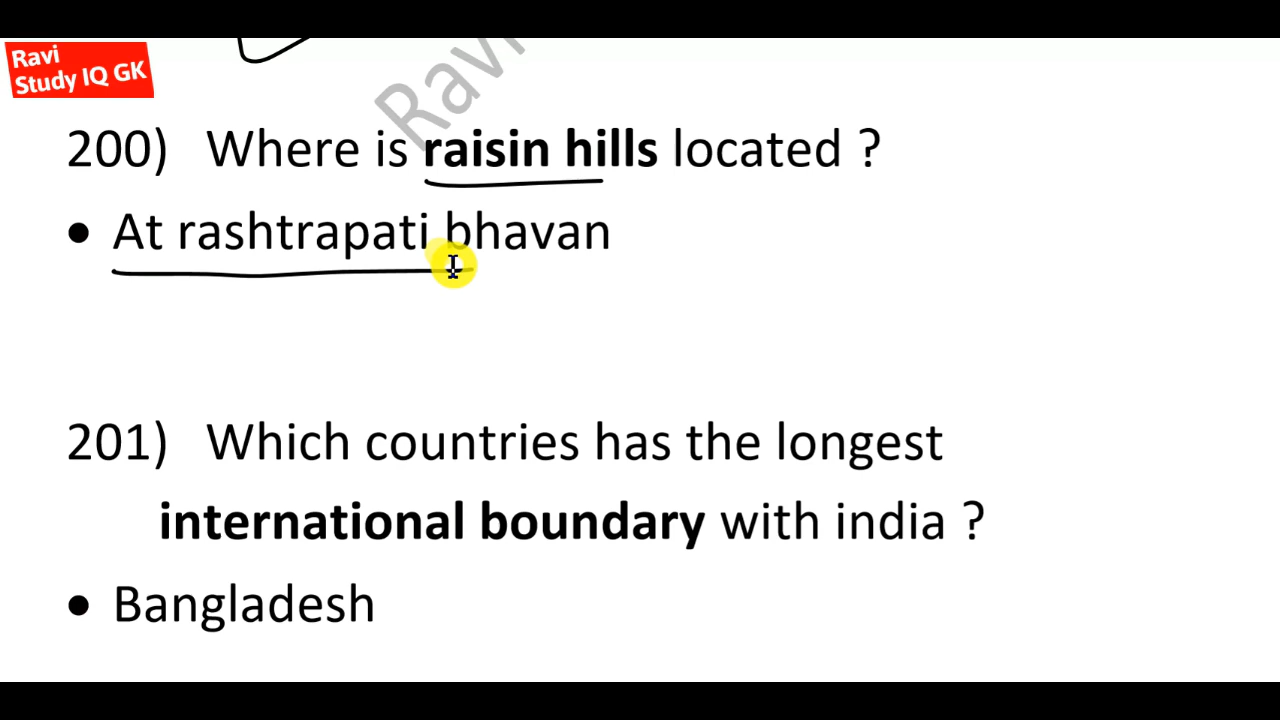 Ravi
Study IQ GK
Ravi
200) Where is raisin hills located ?
• At rashtrapati bhavan
201) Which countries has the longest
international boundary with india ?
• Bangladesh